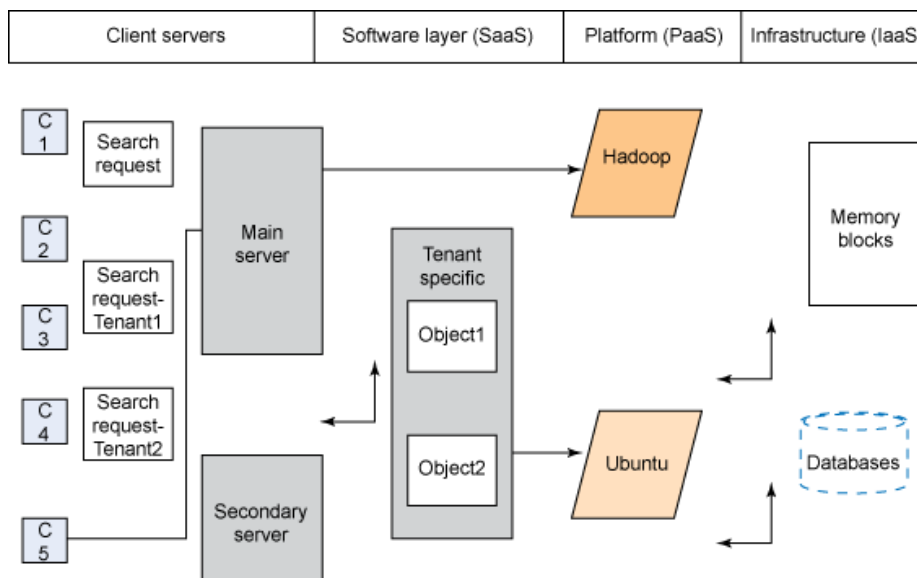 Client servers
Software layer (SaaS)
Platform (PaaS)
Infrastructure (IaaS
C
1
Search
request
C
2
C
3
Search
request-
Tenant1
C
4
Search
request-
Tenant2
C
5
Main
server
Secondary
server
Tenant
specific
Object1
Object2
Hadoop
Ubuntu
Memory
blocks
Databases